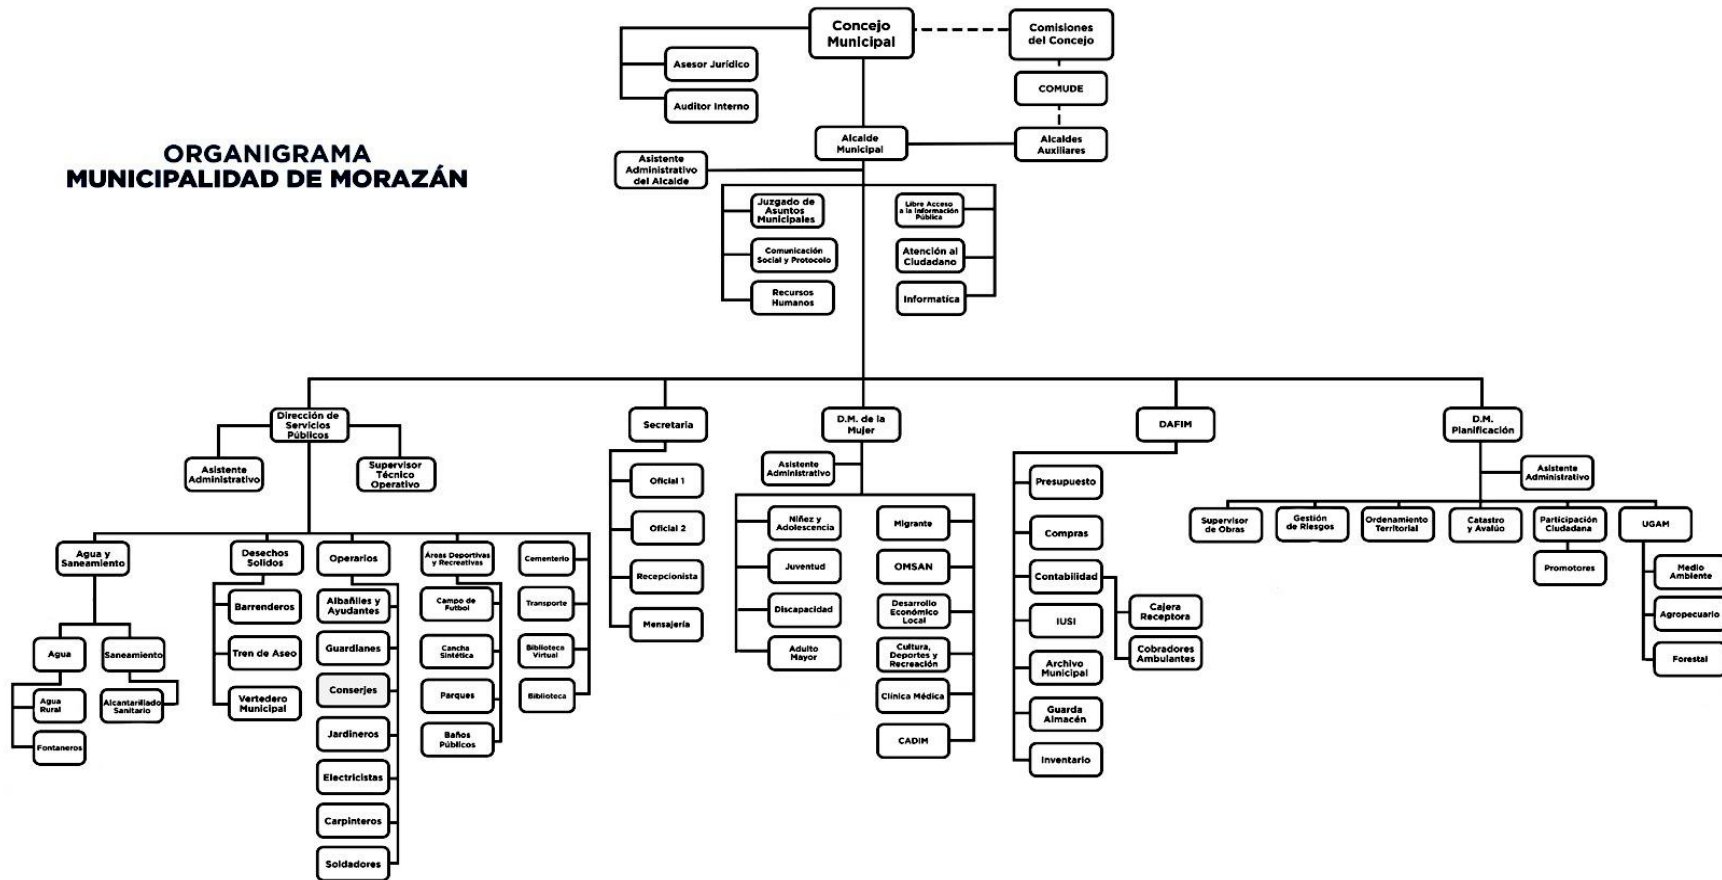 ORGANIGRAMA
MUNICIPALIDAD DE MORAZÁN
Concejo
Municipal
Comisiones
del Concejo
Asesor Jurídico
COMUDE
Auditor Interno
Alcalde
Municipal
Alcaldes
Auxiliares
Asistente
Administrativo
del Alcalde
Juzgado de
Asuntos
Municipales
Libre Acceso
a la Información
Pública
Comunicación
Social y Protocolo
Atención al
Ciudadano
Recursos
Humanos
Informatíca
Dirección de
Servicios
Públicos
Secretaria
D.M. de la
Mujer
DAFIM
D.M.
Planificación
Asistente
Administrativo
Supervisor
Técnico
Operativo
Agua y
Saneamiento
Desechos
Solidos
Operarios
Áreas Deportivas
y Recreativas
Cementerio
Agua
Saneamiento
Agua
Rural
Alcantarillado
Sanitario
Fontaneros
Barrenderos
Tren de Aseo
Vertedero
Municipal
Albañiles y
Ayudantes
Guardianes
Conserjes
Jardineros
Electricistas
Carpinteros
Soldadores
Campo de
Futbol
Cancha
Sintética
Parques
Baños
Públicos
Transporte
Biblioteca
Virtual
Biblioteca
Oficial 1
Oficial 2
Recepcionista
Mensajería
Asistente
Administrativo
Niñez y
Adolescencia
Juventud
Discapacidad
Adulto
Mayor
Migrante
OMSAN
Desarrollo
Económico
Local
Cultura,
Deportes y
Recreación
Clínica Médica
CADIM
Presupuesto
Compras
Contabilidad
IUSI
Archivo
Municipal
Guarda
Almacén
Inventario
Cajera
Receptora
Cobradores
Ambulantes
Asistente
Administrativo
Supervisor
de Obras
Gestión
de Riesgos
Ordenamiento
Territorial
Catastro
y Avalúo
Participación
Ciudadana
UGAM
Promotores
Medio
Ambiente
Agropecuario
Forestal